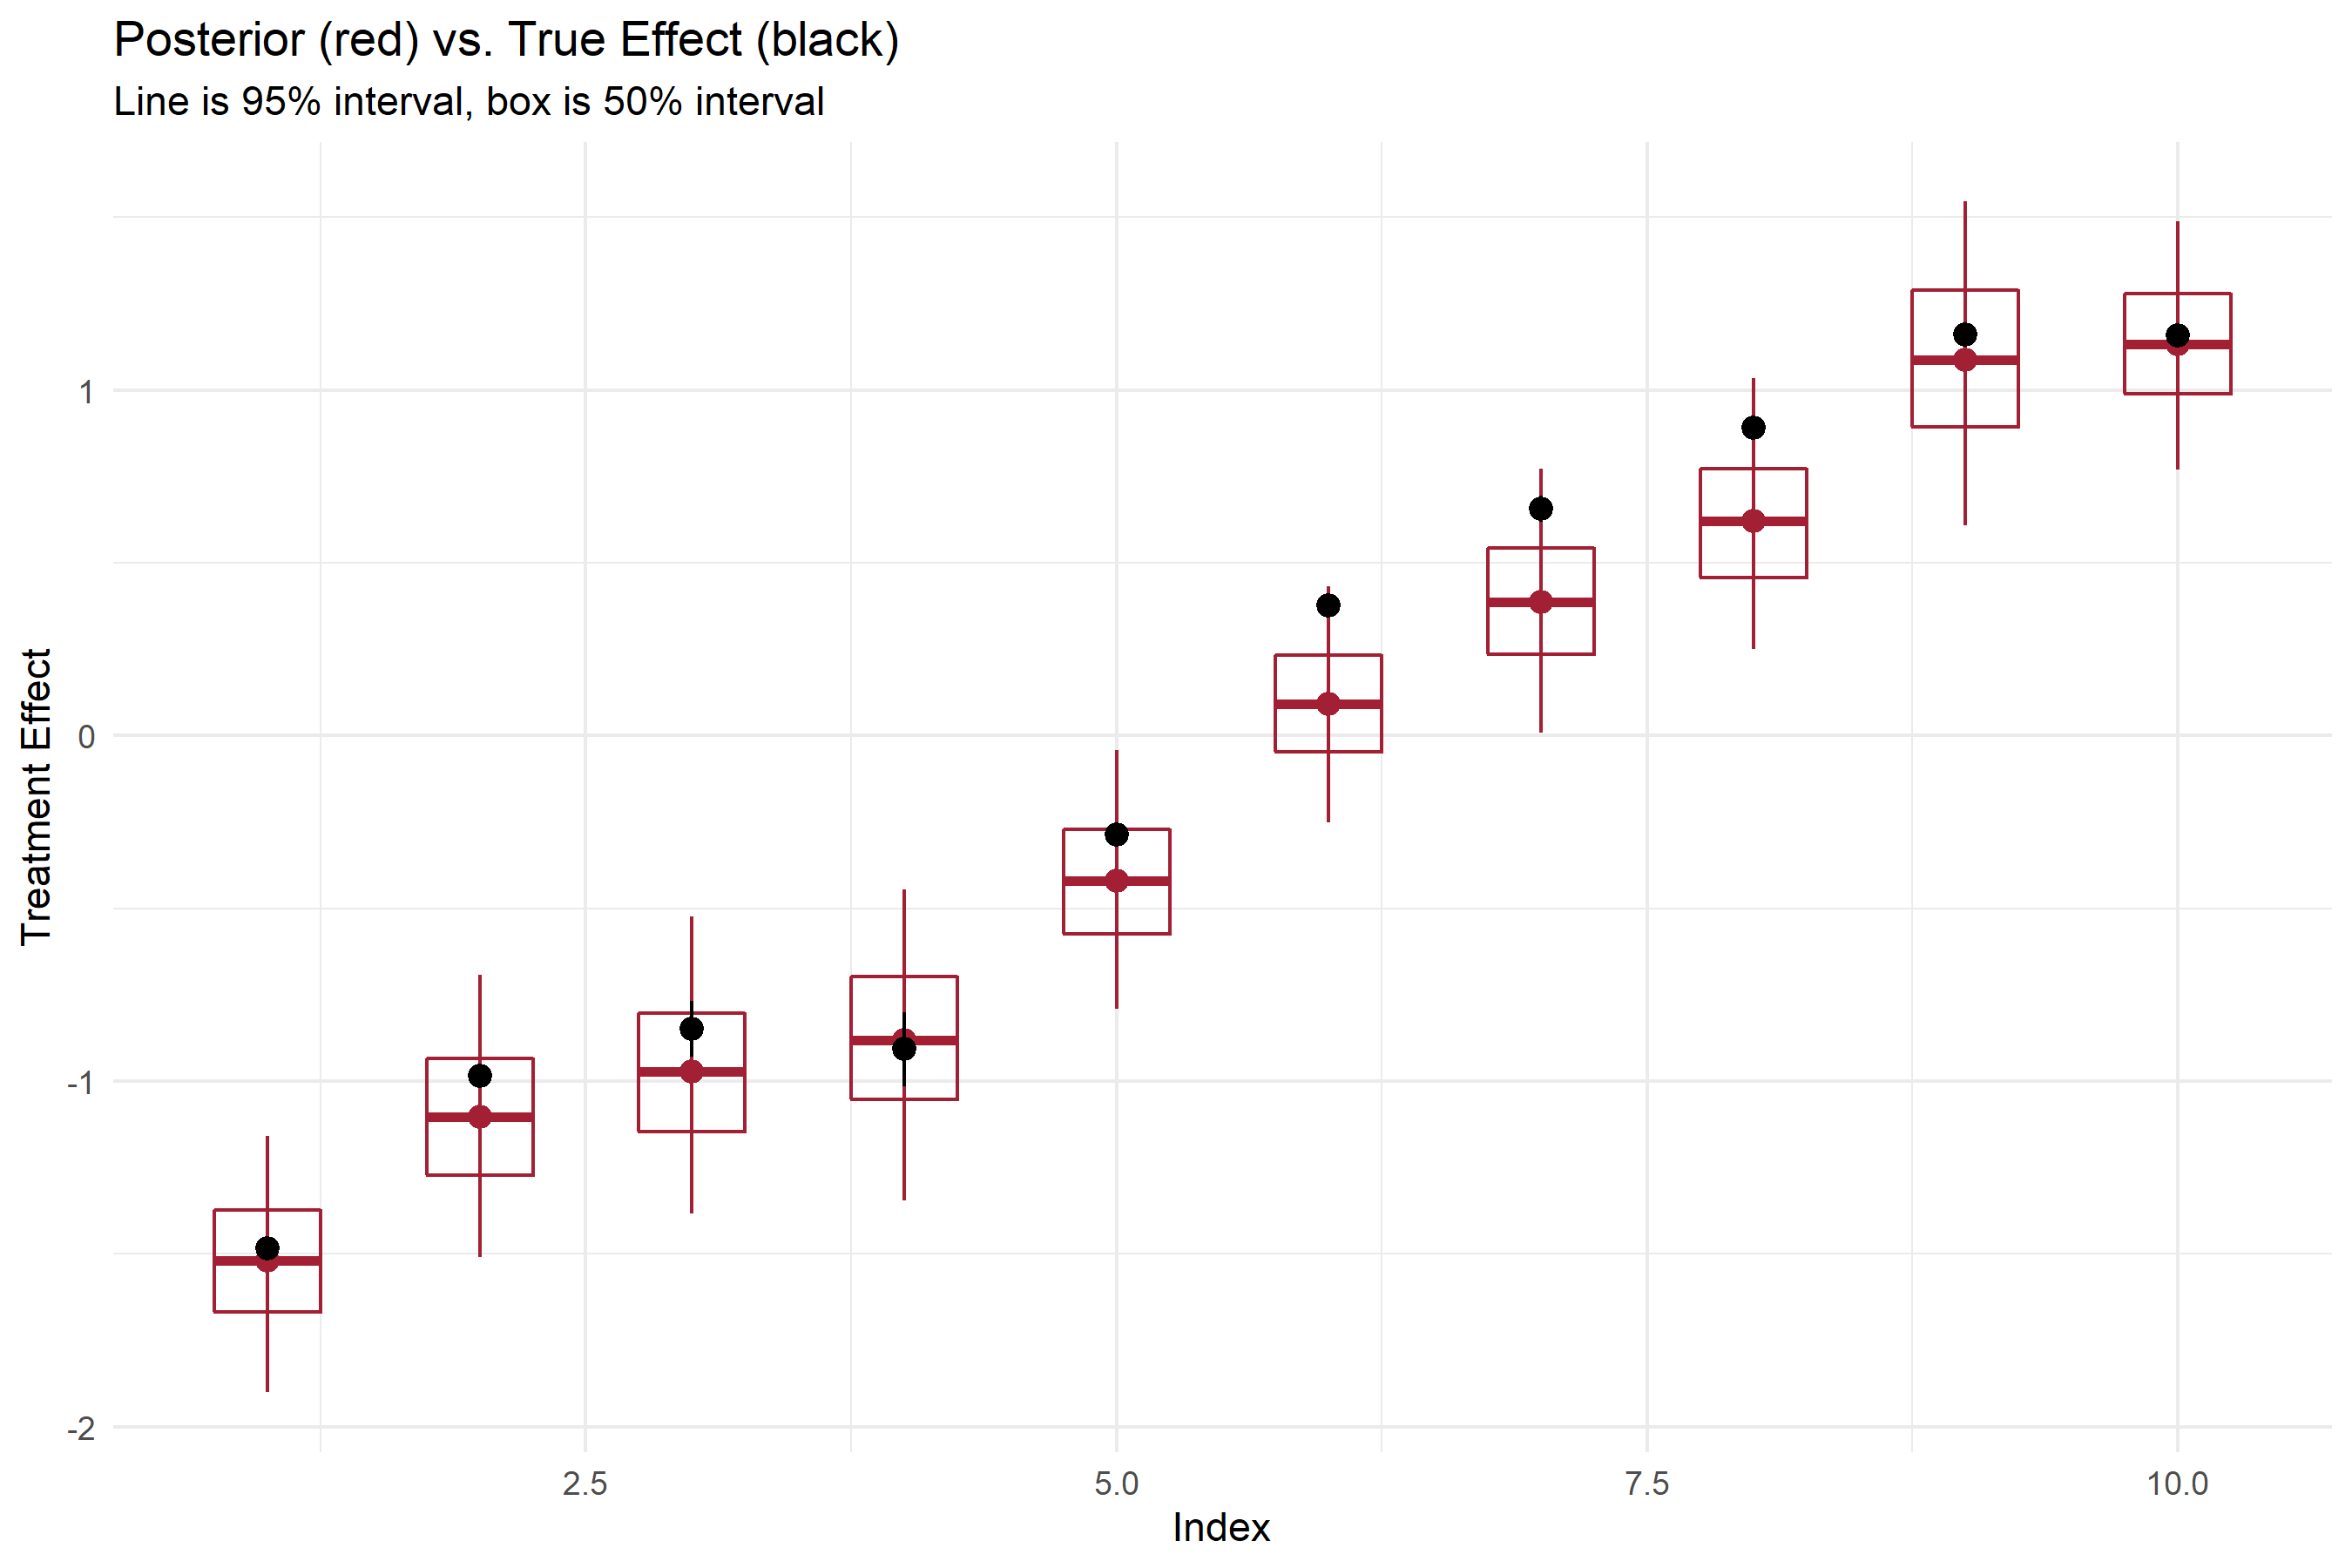 Posterior (red) vs. True Effect (black)
Line is 95% interval, box is 50% interval
Treatment Effect
1
0
-1
-2
2.5
5.0
7.5
10.0
Index